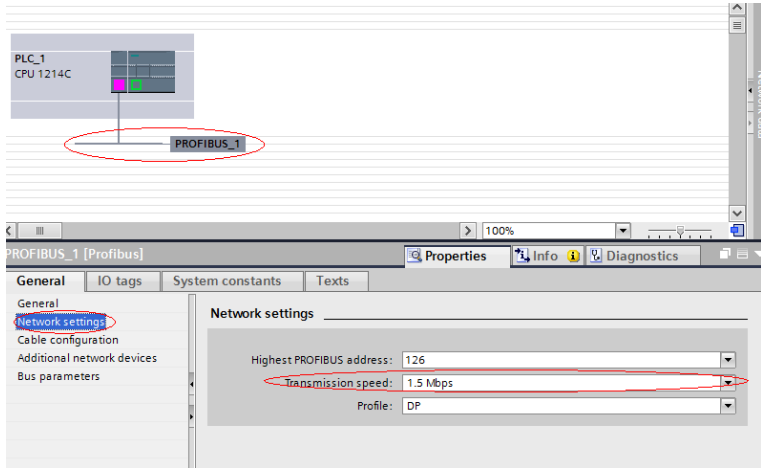 PLC_1
CPU 1214C
PROFIBUS_1
100%
PROFIBUS_1 [Profibus]
Properties
Info
Diagnostics
General
IO tags
System constants
Texts
General
Network settings
Cable configuration
Additional network devices
Bus parameters
Network settings
Highest PROFIBUS address: 126
Transmission speed: 1.5 Mbps
Profile: DP